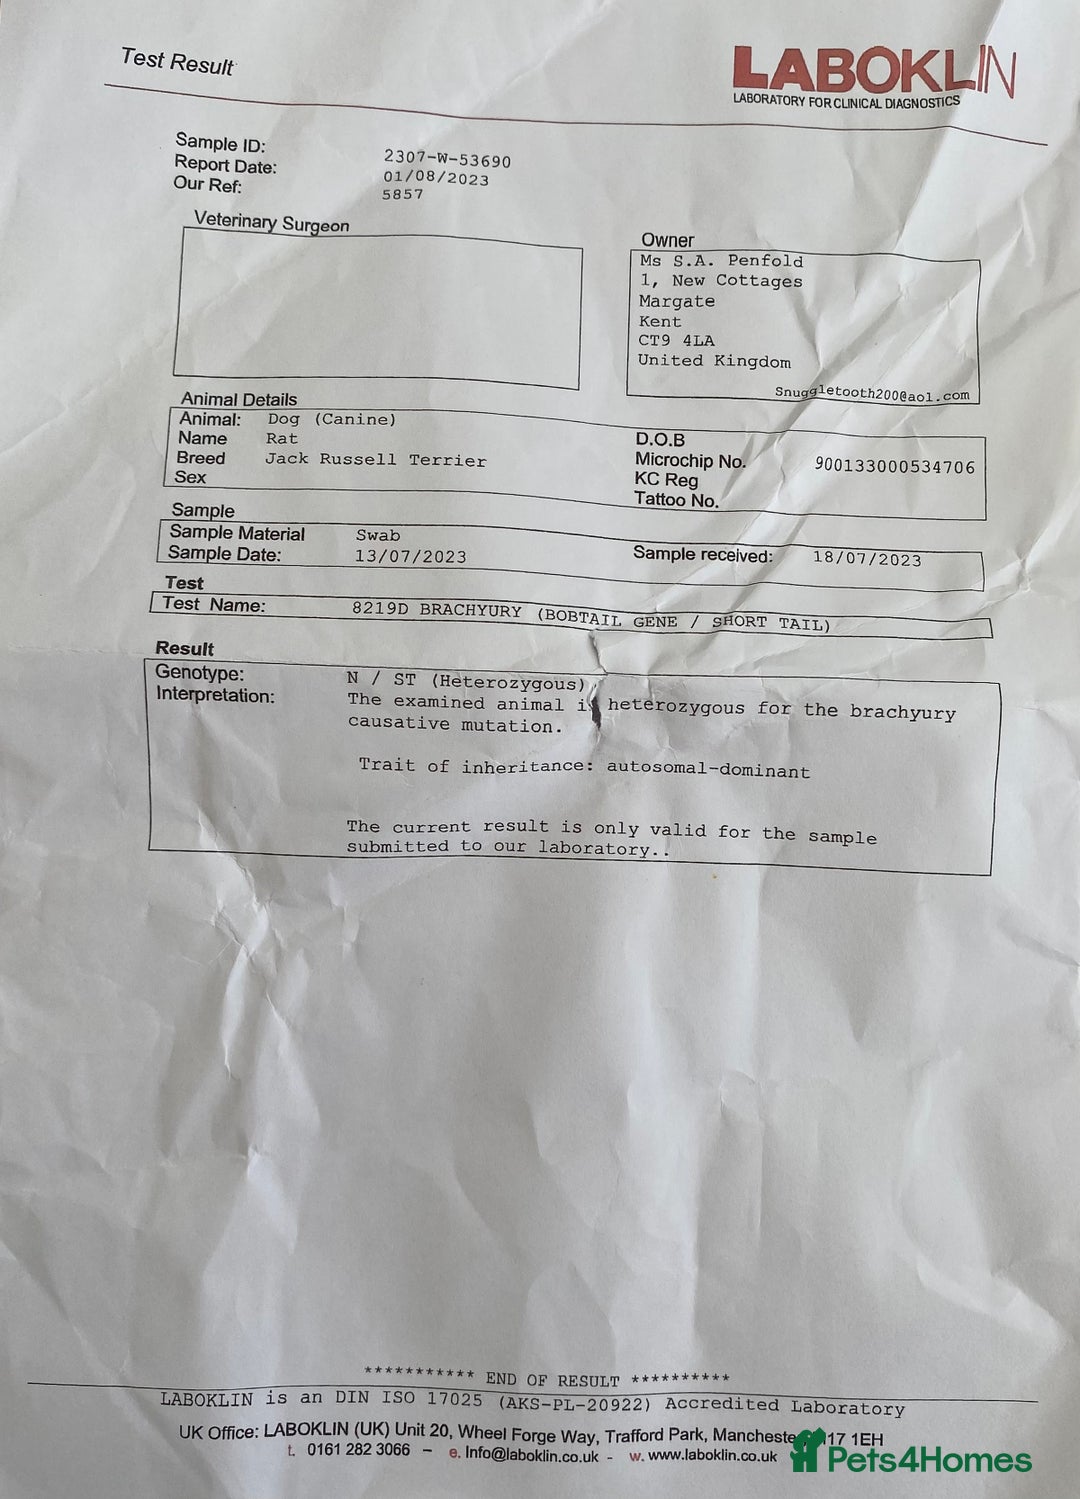 Test Result
LABOKLIN
LABORATORY FOR CLINICAL DIAGNOSTICS
Sample ID: 2307-W-53690
Report Date: 01/08/2023
Our Ref: 5857
Veterinary Surgeon
Owner
Ms S.A. Penfold
1, New Cottages
Margate
Kent
CT9 4LA
United Kingdom
Snuggletooth200@aol.com
Animal Details
Animal: Dog (Canine)
Name Rat
D.O.B
Breed Jack Russell Terrier
Microchip No. 900133000534706
Sex
KC Reg
Tattoo No.
Sample
Sample Material Swab
Sample Date: 13/07/2023
Sample received: 18/07/2023
Test
Test Name: 8219D BRACHYURY (BOBTAIL GENE / SHORT TAIL)
Result
Genotype: N / ST (Heterozygous)
Interpretation: The examined animal is heterozygous for the brachyury
causative mutation.
Trait of inheritance: autosomal-dominant
The current result is only valid for the sample
submitted to our laboratory..
*********** END OF RESULT **********
LABOKLIN is an DIN ISO 17025 (AKS-PL-20922) Accredited Laboratory
UK Office: LABOKLIN (UK) Unit 20, Wheel Forge Way, Trafford Park, Mancheste 17 1EH
t. 0161 282 3066 – e. Info@laboklin.co.uk - w. www.laboklin.co.uk
Pets4Homes